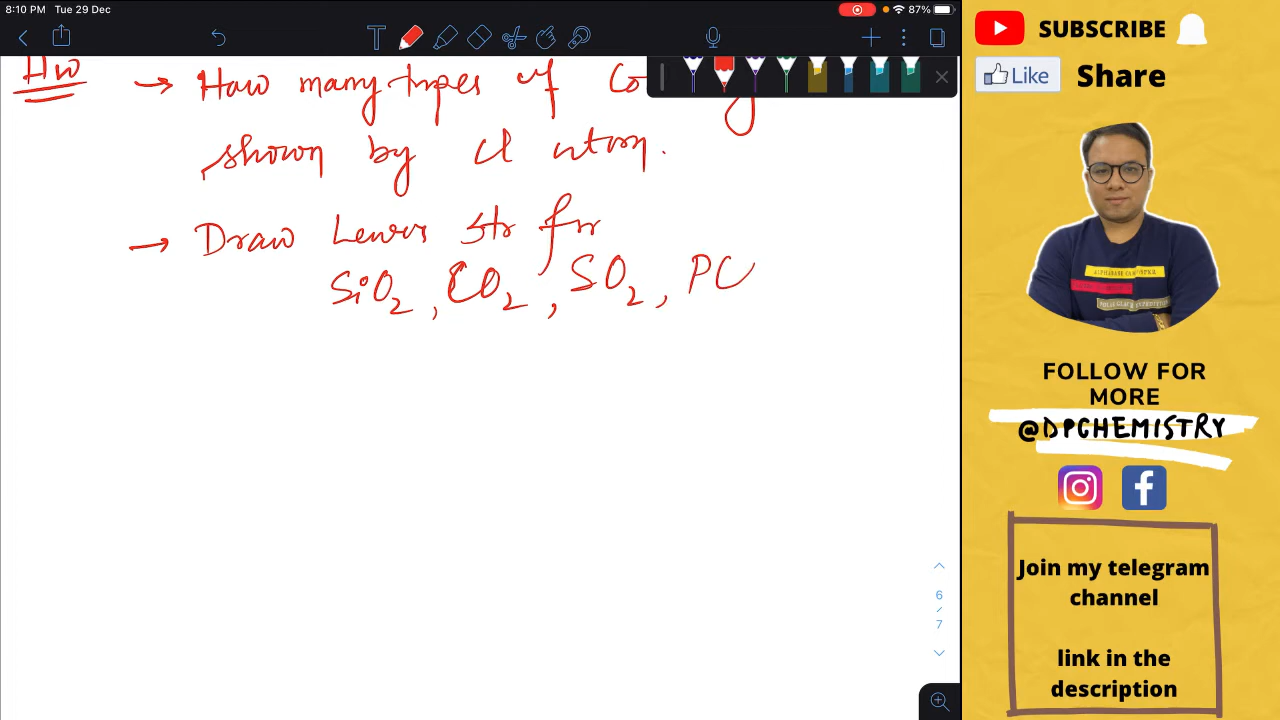 8:10 PM Tue 29 Dec
87%
T
HW
→ How many types of Co
shown by Cl atom.
→ Draw Lewis str for
SiO2, CO2, SO2, PC
6
/
7
SUBSCRIBE
Like Share
FOLLOW FOR
MORE
@DPCHEMISTRY
Join my telegram
channel
link in the
description